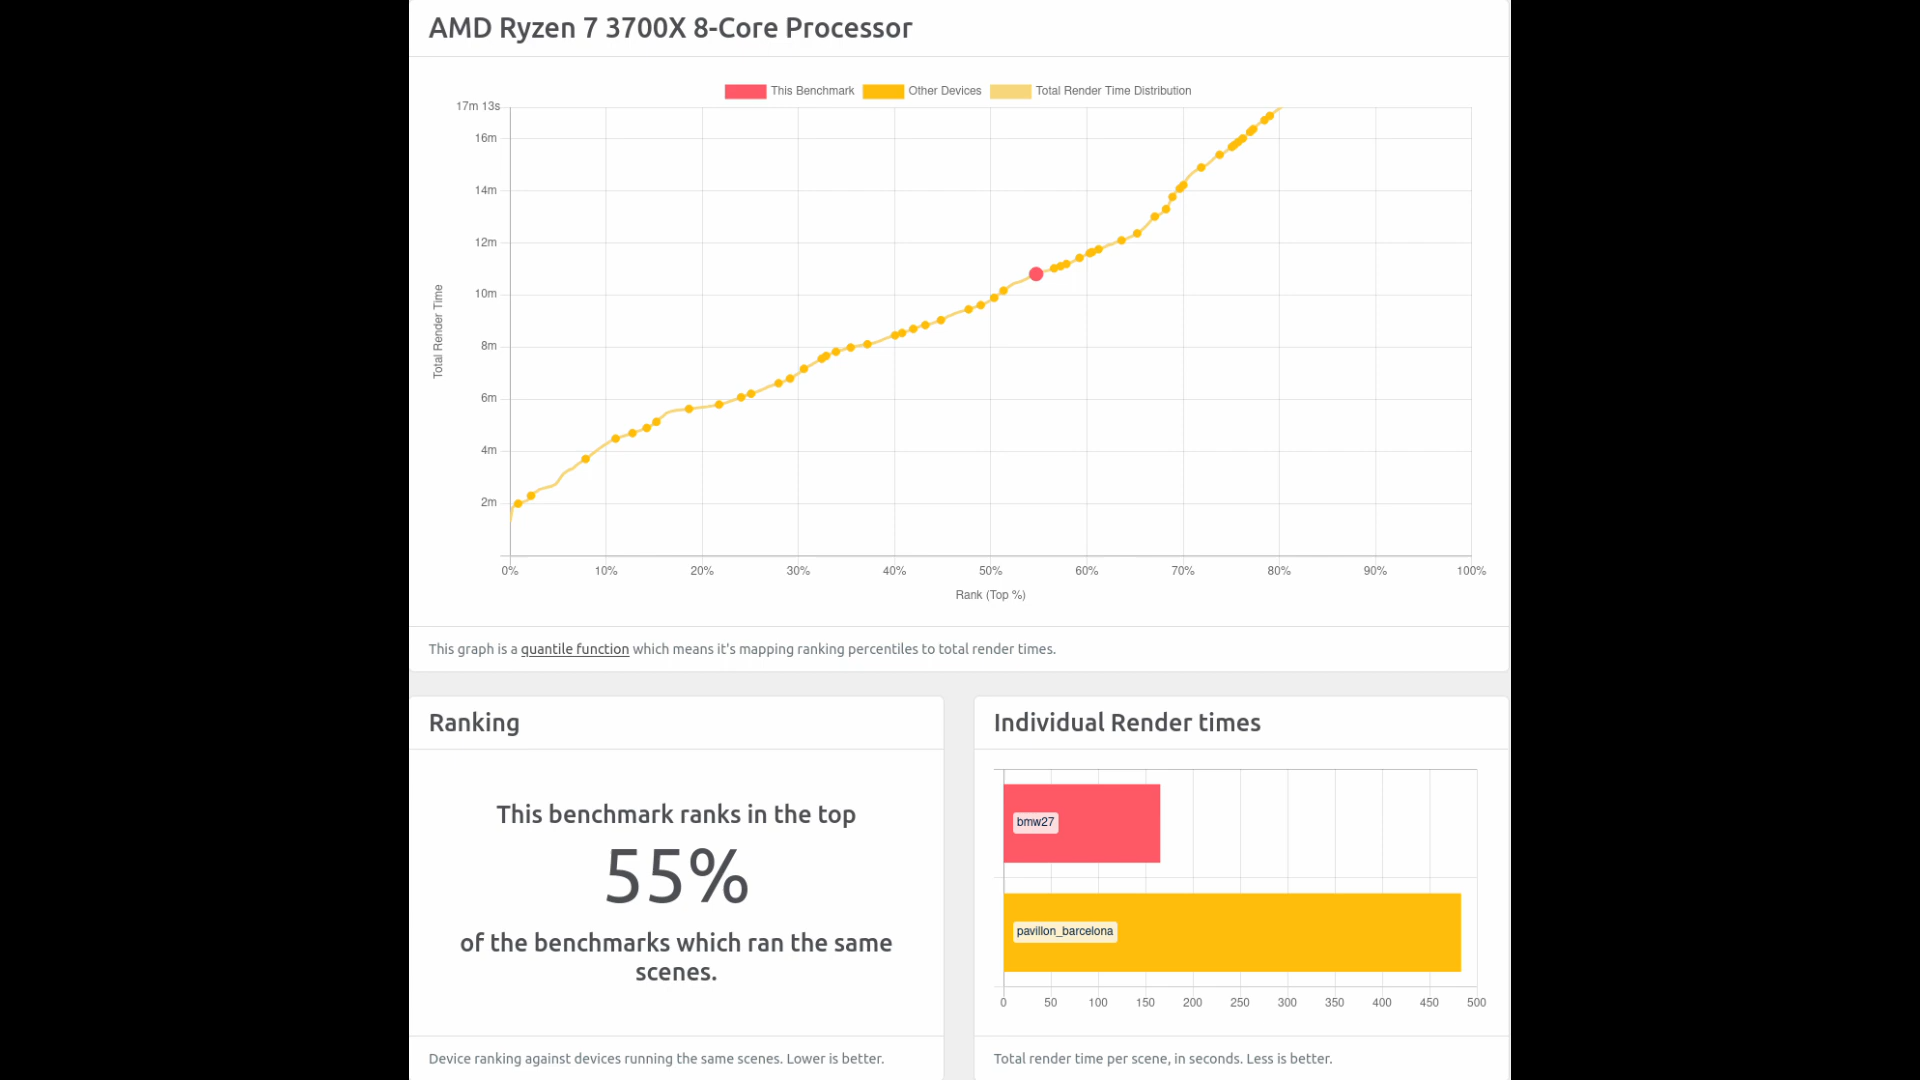 AMD Ryzen 7 3700X 8-Core Processor
This Benchmark Other Devices Total Render Time Distribution
17m 13s
16m
14m
12m
10m
8m
6m
4m
2m
Total Render Time
0% 10% 20% 30% 40% 50% 60% 70% 80% 90% 100%
Rank (Top %)
This graph is a quantile function which means it's mapping ranking percentiles to total render times.
Ranking
This benchmark ranks in the top
55%
of the benchmarks which ran the same
scenes.
Device ranking against devices running the same scenes. Lower is better.
Individual Render times
bmw27
pavillon_barcelona
0 50 100 150 200 250 300 350 400 450 500
Total render time per scene, in seconds. Less is better.